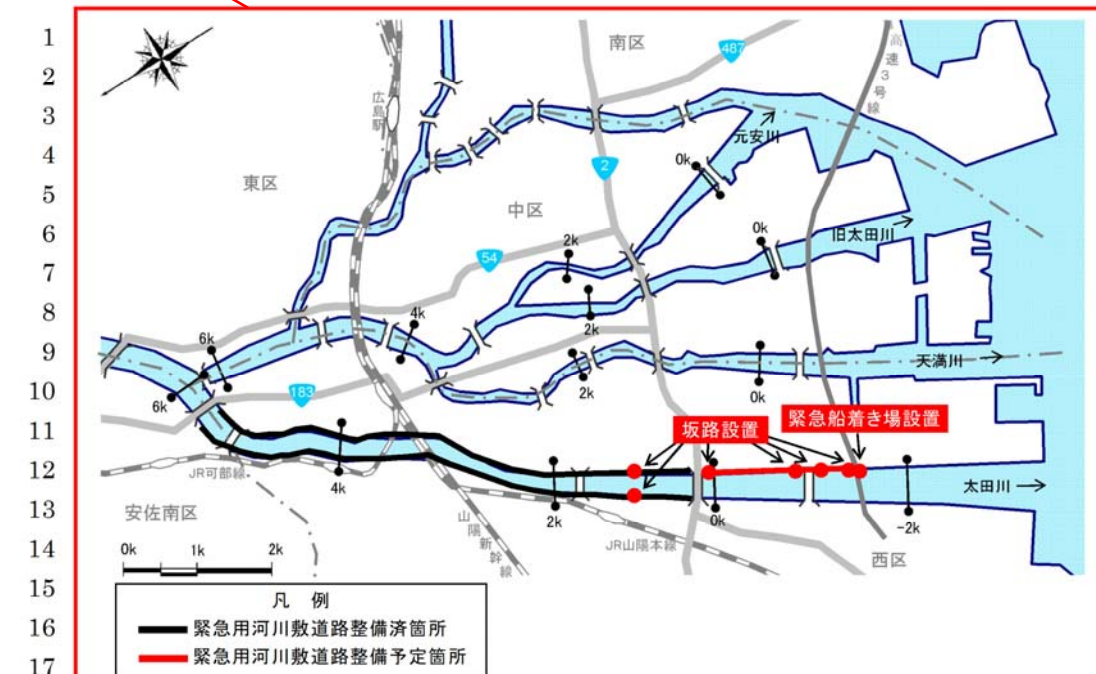 1
2
3
4
5
6
7
8
9
10
11
12
13
14
15
16
17
南区
487
高速3号線
広島駅
元安川
0k
2
東区
中区
旧太田川
0k
2k
54
2k
4k
6k
天満川
2k
0k
183
6k
緊急船着き場設置
坂路設置
JR可部線
4k
太田川
2k
0k
-2k
安佐南区
山陽新幹線
JR山陽本線
西区
0k 1k 2k
凡 例
緊急用河川敷道路整備済箇所
緊急用河川敷道路整備予定箇所